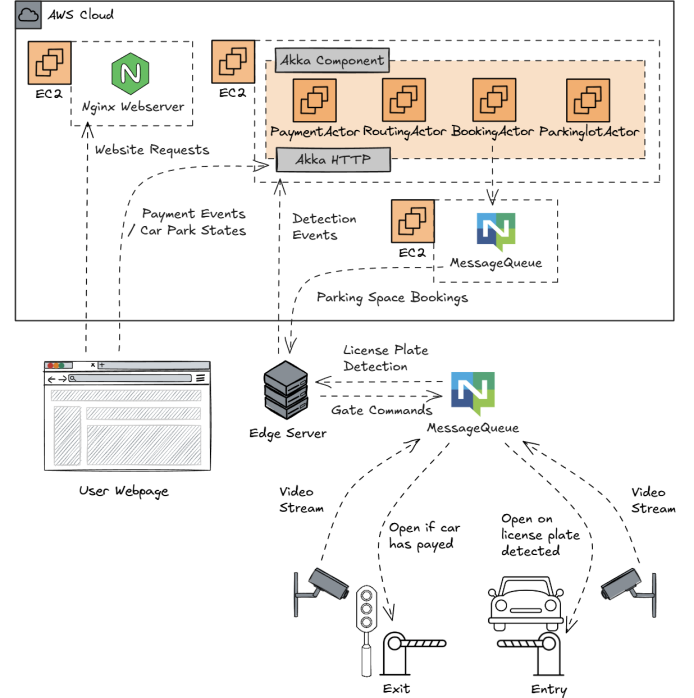 AWS Cloud
EC2
Nginx Webserver
EC2
Akka Component
PaymentActor
RoutingActor
BookingActor
ParkinglotActor
Akka HTTP
Website Requests
Payment Events
/ Car Park States
Detection
Events
EC2
MessageQueue
Parking Space Bookings
x
+
User Webpage
Edge Server
License Plate
Detection
Gate Commands
MessageQueue
Video
Stream
Open if car
has payed
Open on
license plate
detected
Video
Stream
Exit
Entry